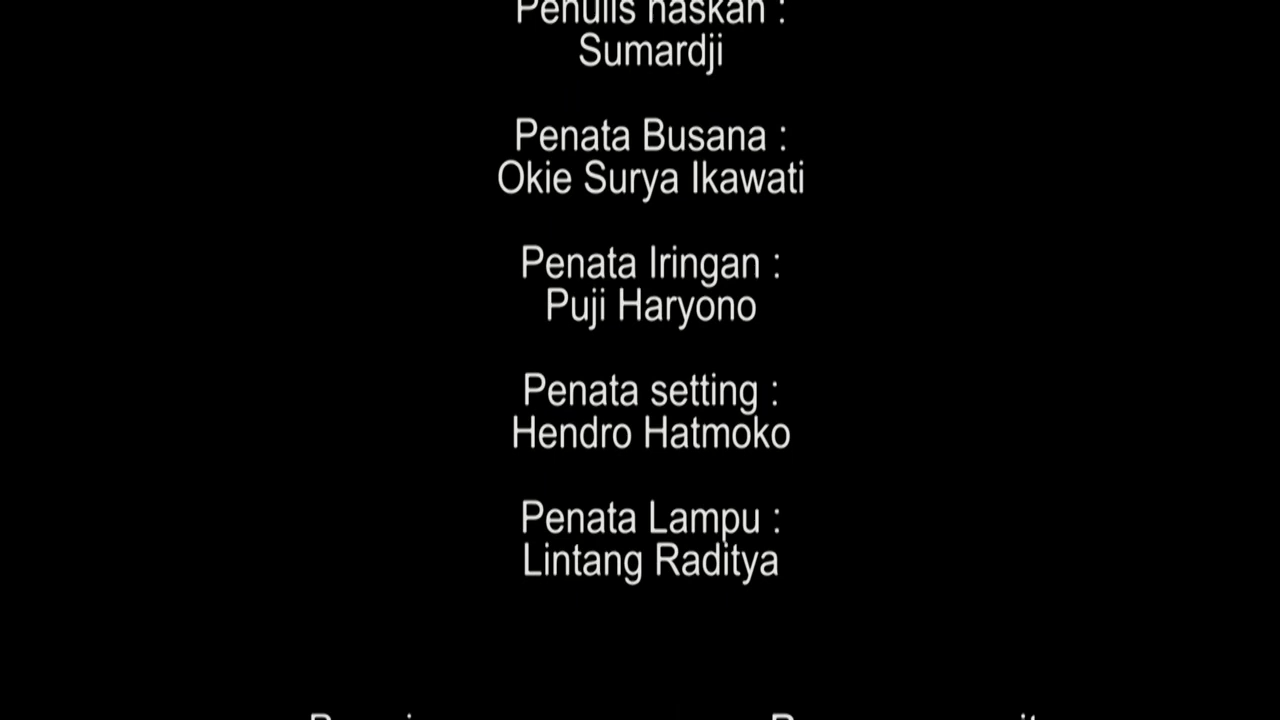 Penulis naskah :
Sumardji
Penata Busana :
Okie Surya Ikawati
Penata Iringan :
Puji Haryono
Penata setting :
Hendro Hatmoko
Penata Lampu :
Lintang Raditya